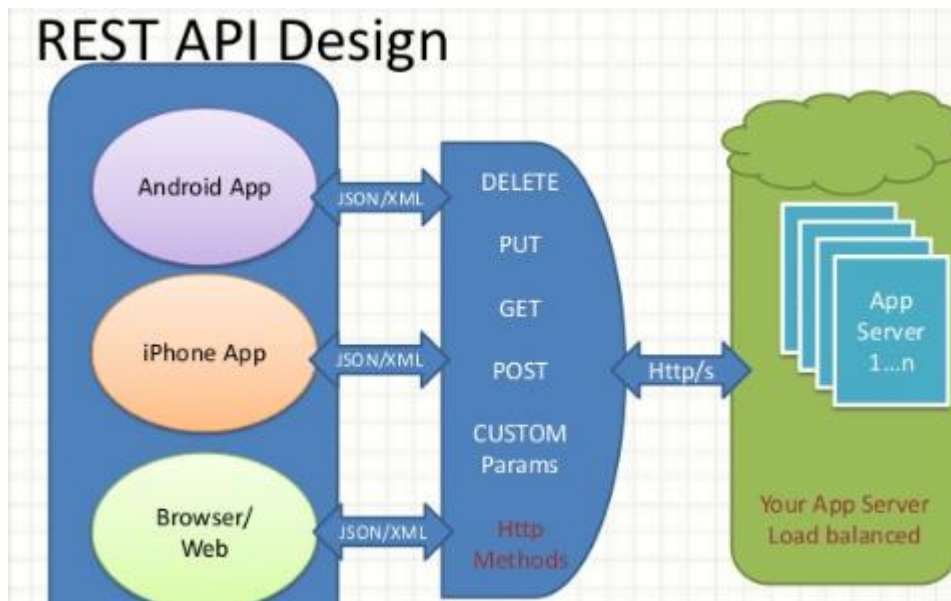 REST API Design
Android App
JSON/XML
iPhone App
JSON/XML
Browser/
Web
JSON/XML
DELETE
PUT
GET
POST
CUSTOM
Params
Http
Methods
Http/s
App
Server
1...n
Your App Server
Load balanced